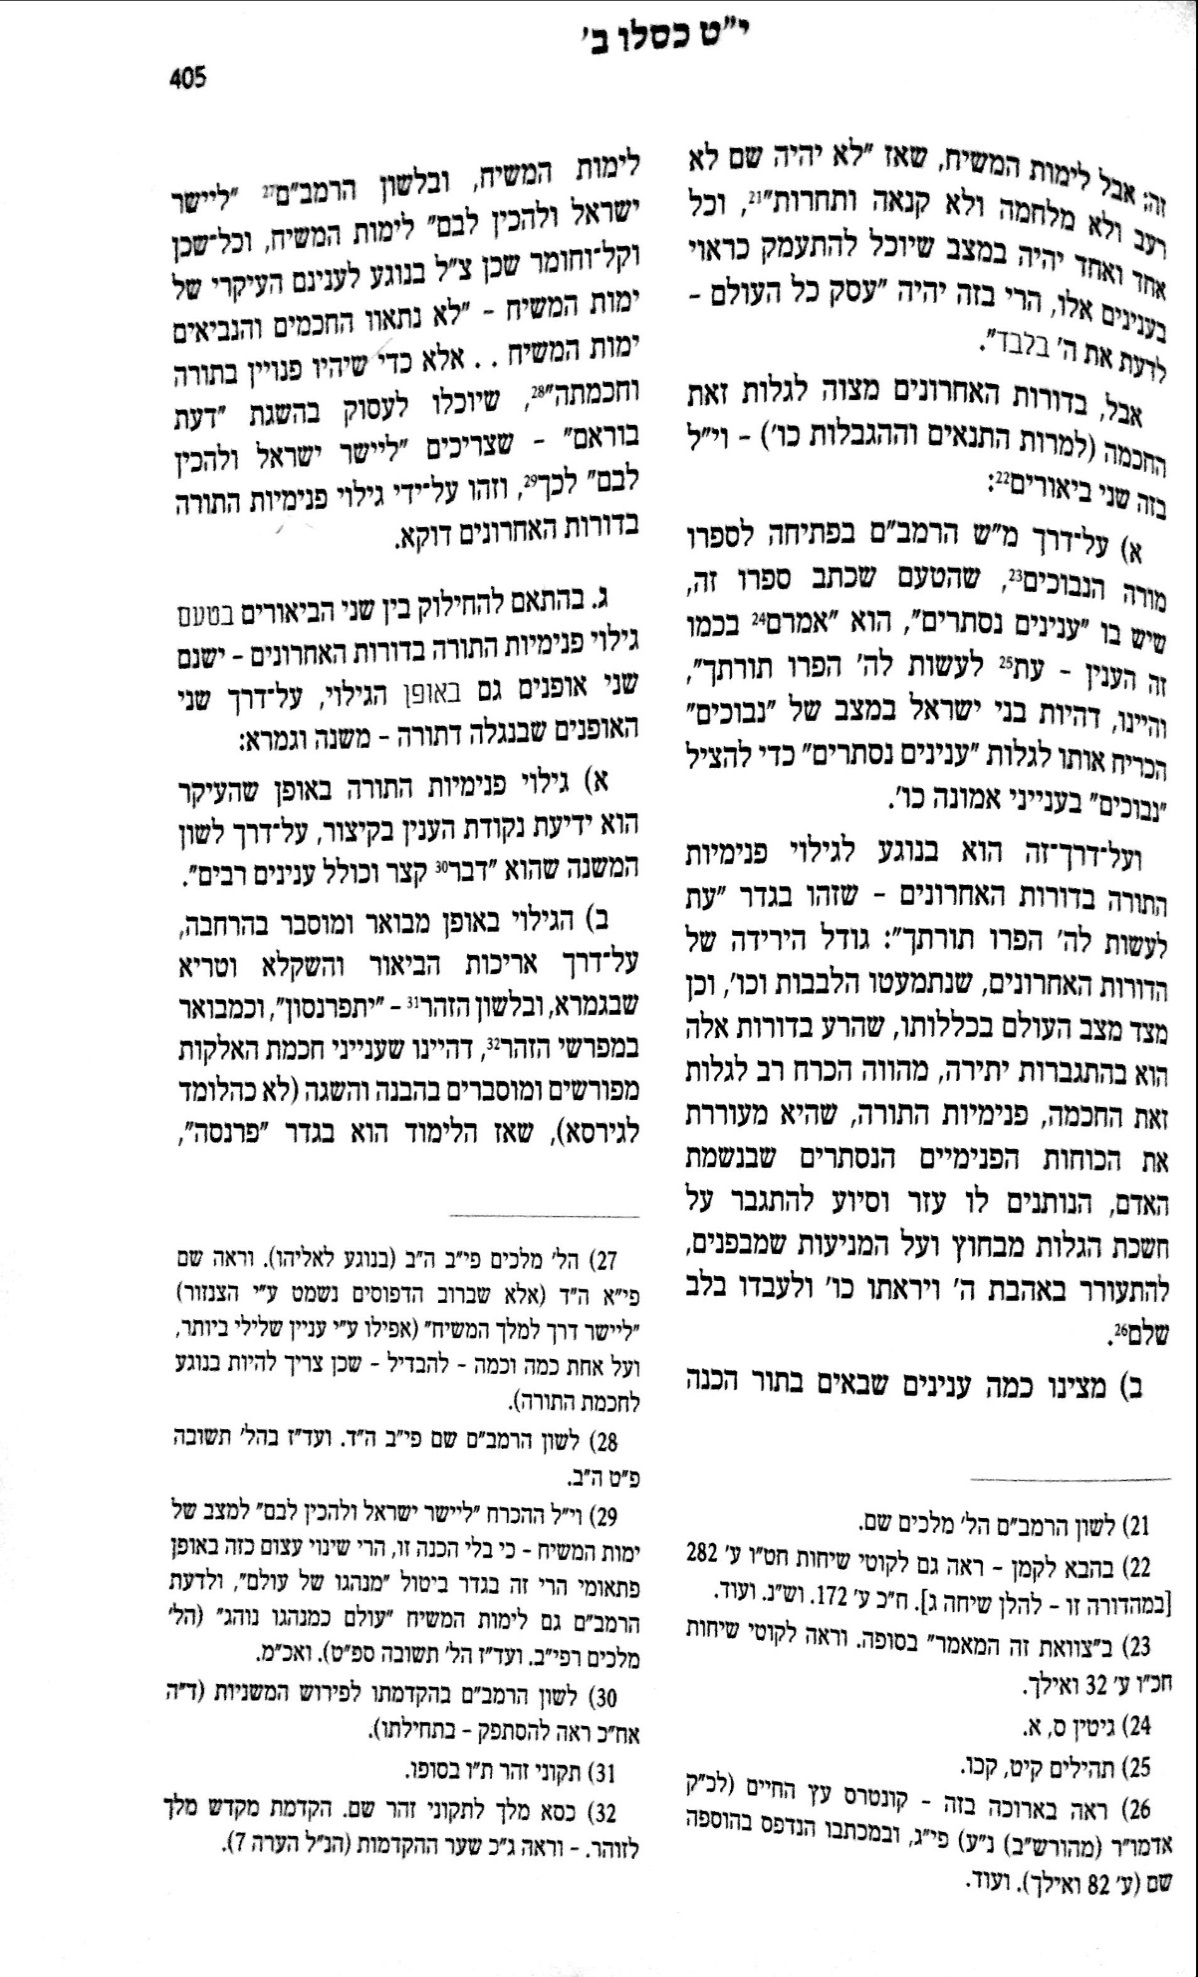 י״ט כסלו ב׳
405
זה: אבל לימות המשיח, שאז ״לא יהיה שם לא
רעב ולא מלחמה ולא קנאה ותחרות״21, וכל
אחד ואחד יהיה במצב שיוכל להתעמק כראוי
בענינים אלו, הרי בזה יהיה ״עסק כל העולם –
לדעת את ה׳ בלבד״.
אבל, בדורות האחרונים מצוה לגלות זאת
החכמה (למרות התנאים וההגבלות כו׳) – וי״ל
בזה שני ביאורים22:
א) על־דרך מ״ש הרמב״ם בפתיחה לספרו
מורה הנבוכים23, שהטעם שכתב ספרו זה,
שיש בו ״ענינים נסתרים״, הוא ״אמרם24 בכמו
זה הענין – עת25 לעשות לה׳ הפרו תורתך״,
והיינו, דהיות בני ישראל במצב של ״נבוכים״
הכריח אותו לגלות ״ענינים נסתרים״ כדי להציל
״נבוכים״ בענייני אמונה כו׳.
ועל־דרך־זה הוא בנוגע לגילוי פנימיות
התורה בדורות האחרונים – שזהו בגדר ״עת
לעשות לה׳ הפרו תורתך״: גודל הירידה של
הדורות האחרונים, שנתמעטו הלבבות וכו׳, וכן
מצד מצב העולם בכללותו, שהרע בדורות אלה
הוא בהתגברות יתירה, מהווה הכרח רב לגלות
זאת החכמה, פנימיות התורה, שהיא מעוררת
את הכוחות הפנימיים הנסתרים שבנשמת
האדם, הנותנים לו עזר וסיוע להתגבר על
חשכת הגלות מבחוץ ועל המניעות שמבפנים,
להתעורר באהבת ה׳ ויראתו כו׳ ולעבדו בלב
שלם26.
ב) מצינו כמה ענינים שבאים בתור הכנה
21) לשון הרמב״ם הל׳ מלכים שם.
22) בהבא לקמן – ראה גם לקוטי שיחות חט״ו ע׳ 282
[במהדורה זו – להלן שיחה ג]. ח״כ ע׳ 172. וש״נ. ועוד.
23) ב״צוואת זה המאמר״ בסופה. וראה לקוטי שיחות
חכ״ו ע׳ 32 ואילך.
24) גיטין ס, א.
25) תהילים קיט, קכו.
26) ראה בארוכה בזה – קונטרס עץ החיים (לכ״ק
אדמו״ר (מהורש״ב) נ״ע) פי״ג, ובמכתבו הנדפס בהוספה
שם (ע׳ 82 ואילך). ועוד.
לימות המשיח, ובלשון הרמב״ם27 ״ליישר
ישראל ולהכין לבם״ לימות המשיח, וכל־שכן
וקל־וחומר שכן צ״ל בנוגע לענינם העיקרי של
ימות המשיח – ״לא נתאוו החכמים והנביאים
ימות המשיח . . אלא כדי שיהיו פנויין בתורה
וחכמתה״28, שיוכלו לעסוק בהשגת ״דעת
בוראם״ – שצריכים ״ליישר ישראל ולהכין
לבם״ לכך29, וזהו על־ידי גילוי פנימיות התורה
בדורות האחרונים דוקא.
ג. בהתאם להחילוק בין שני הביאורים בטעם
גילוי פנימיות התורה בדורות האחרונים – ישנם
שני אופנים גם באופן הגילוי, על־דרך שני
האופנים שבנגלה דתורה – משנה וגמרא:
א) גילוי פנימיות התורה באופן שהעיקר
הוא ידיעת נקודת הענין בקיצור, על־דרך לשון
המשנה שהוא ״דבר30 קצר וכולל ענינים רבים״.
ב) הגילוי באופן מבואר ומוסבר בהרחבה,
על־דרך אריכות הביאור והשקלא וטריא
שבגמרא, ובלשון הזהר31 – ״יתפרנסון״, וכמבואר
במפרשי הזהר32, דהיינו שענייני חכמת האלקות
מפורשים ומוסברים בהבנה והשגה (לא כהלומד
לגירסא), שאז הלימוד הוא בגדר ״פרנסה״,
27) הל׳ מלכים פי״ב ה״ב (בנוגע לאליהו). וראה שם
פי״א ה״ד (אלא שברוב הדפוסים נשמט ע״י הצנזור)
״ליישר דרך למלך המשיח״ (אפילו ע״י עניין שלילי ביותר,
ועל אחת כמה וכמה – להבדיל – שכן צריך להיות בנוגע
לחכמת התורה).
28) לשון הרמב״ם שם פי״ב ה״ד. ועד״ז בהל׳ תשובה
פ״ט ה״ב.
29) וי״ל ההכרח ״ליישר ישראל ולהכין לבם״ למצב של
ימות המשיח – כי בלי הכנה זו, הרי שינוי עצום כזה באופן
פתאומי הרי זה בגדר ביטול ״מנהגו של עולם״, ולדעת
הרמב״ם גם לימות המשיח ״עולם כמנהגו נוהג״ (הל׳
מלכים רפי״ב. ועד״ז הל׳ תשובה ספ״ט). ואכ״מ.
30) לשון הרמב״ם בהקדמתו לפירוש המשניות (ד״ה
אח״כ ראה להסתפק – בתחילתו).
31) תקוני זהר ת״ו בסופו.
32) כסא מלך לתקוני זהר שם. הקדמת מקדש מלך
לזוהר. – וראה ג״כ שער ההקדמות (הנ״ל הערה 7).